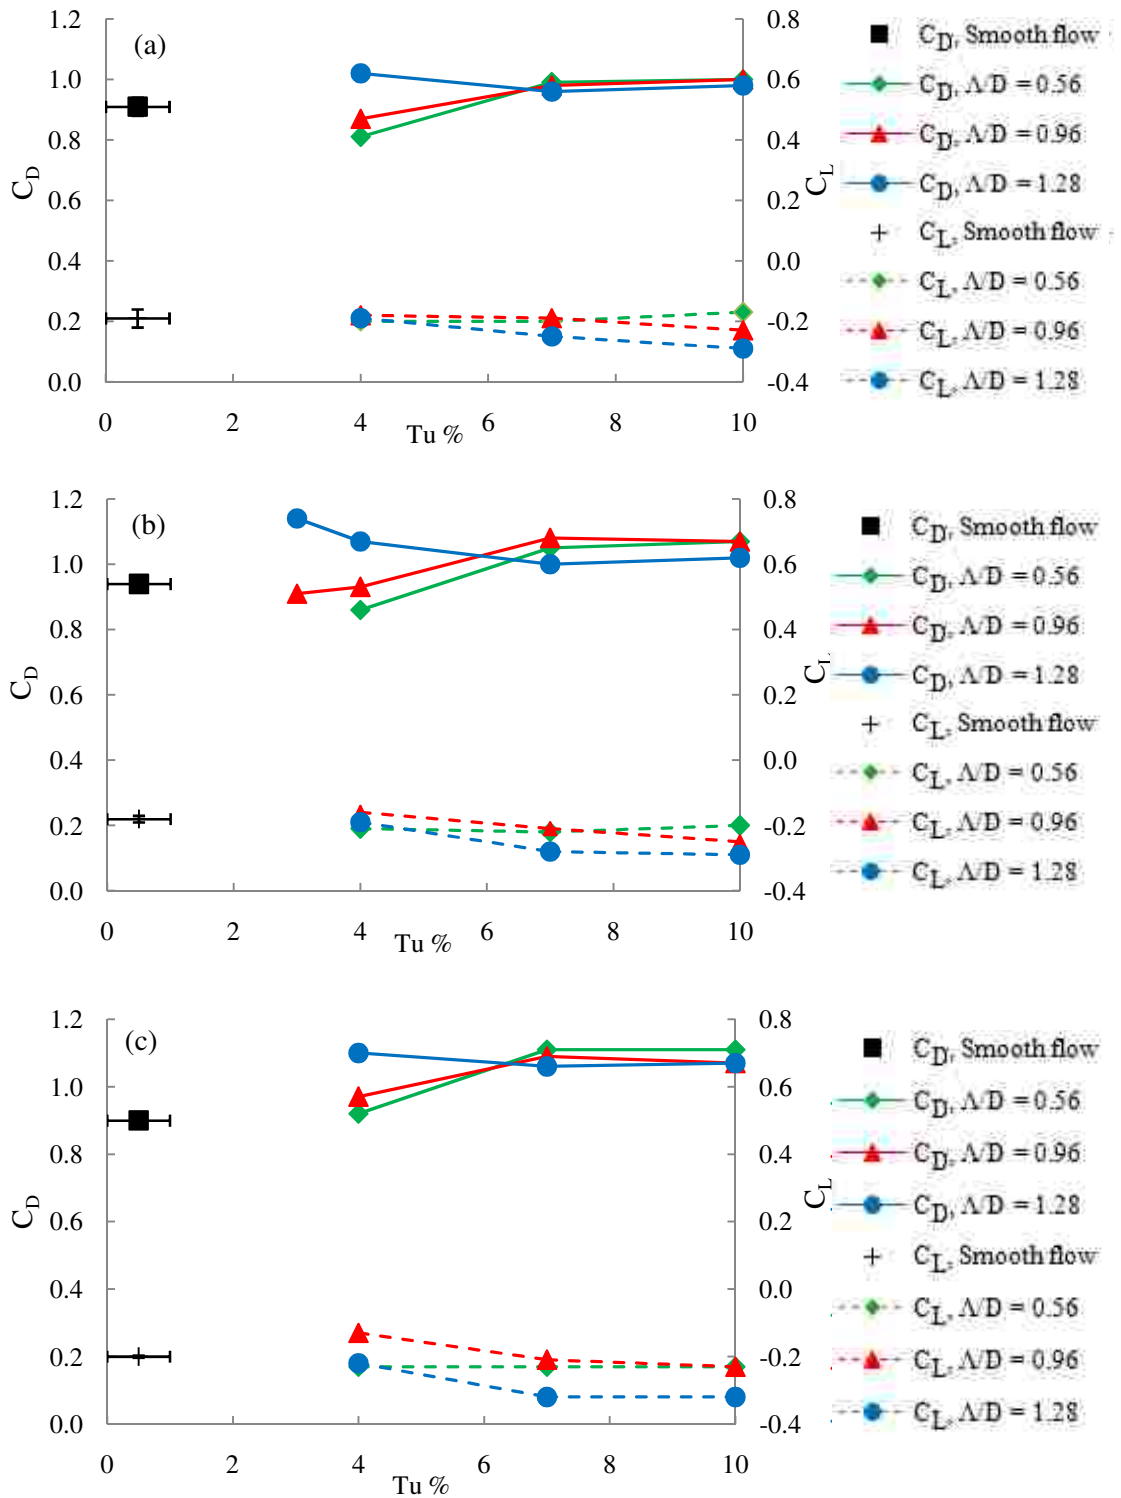 (a)
1.2
1.0
0.8
0.6
0.4
0.2
0.0
C_D
0 2 4 6 8 10
Tu %
0.8
0.6
0.4
0.2
0.0
-0.2
-0.4
C_L
C_D, Smooth flow
C_D, Λ/D = 0.56
C_D, Λ/D = 0.96
C_D, Λ/D = 1.28
C_L, Smooth flow
C_L, Λ/D = 0.56
C_L, Λ/D = 0.96
C_L, Λ/D = 1.28
(b)
1.2
1.0
0.8
0.6
0.4
0.2
0.0
C_D
0 2 4 6 8 10
Tu %
0.8
0.6
0.4
0.2
0.0
-0.2
-0.4
C_L
C_D, Smooth flow
C_D, Λ/D = 0.56
C_D, Λ/D = 0.96
C_D, Λ/D = 1.28
C_L, Smooth flow
C_L, Λ/D = 0.56
C_L, Λ/D = 0.96
C_L, Λ/D = 1.28
(c)
1.2
1.0
0.8
0.6
0.4
0.2
0.0
C_D
0 2 4 6 8 10
Tu %
0.8
0.6
0.4
0.2
0.0
-0.2
-0.4
C_L
C_D, Smooth flow
C_D, Λ/D = 0.56
C_D, Λ/D = 0.96
C_D, Λ/D = 1.28
C_L, Smooth flow
C_L, Λ/D = 0.56
C_L, Λ/D = 0.96
C_L, Λ/D = 1.28